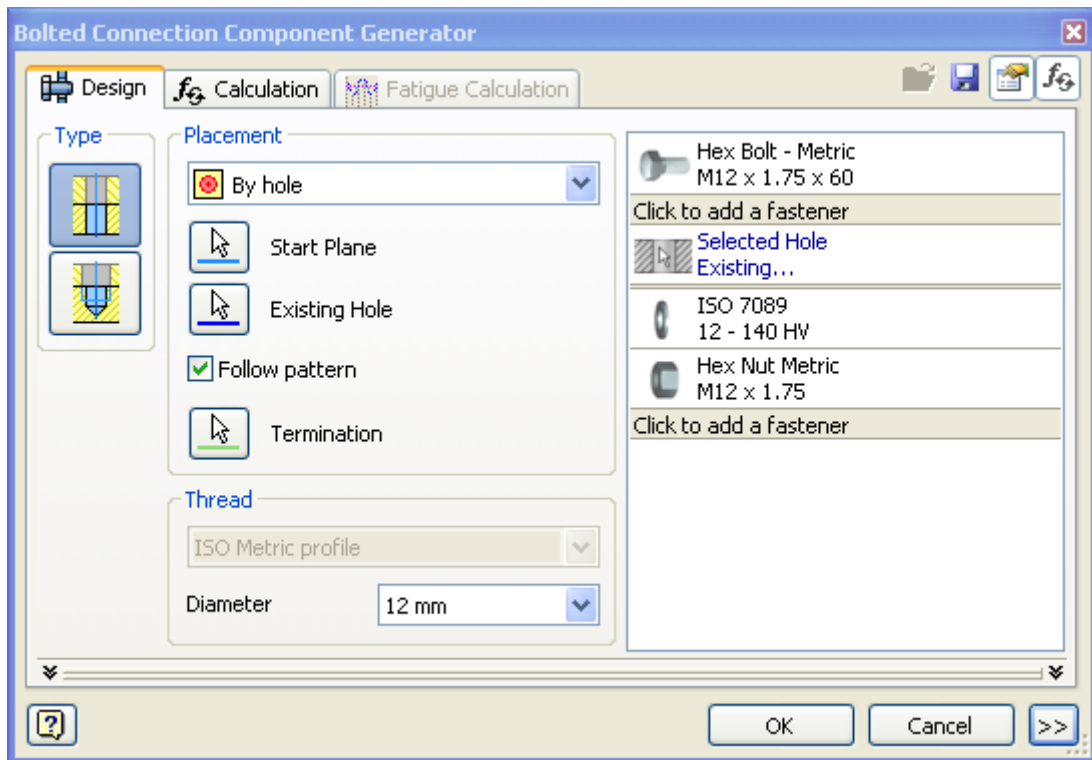 Bolted Connection Component Generator
Design
Calculation
Fatigue Calculation
Type
Placement
By hole
Start Plane
Existing Hole
Follow pattern
Termination
Thread
ISO Metric profile
Diameter
12 mm
Hex Bolt - Metric
M12 x 1.75 x 60
Click to add a fastener
Selected Hole
Existing...
ISO 7089
12 - 140 HV
Hex Nut Metric
M12 x 1.75
Click to add a fastener
OK
Cancel
>>